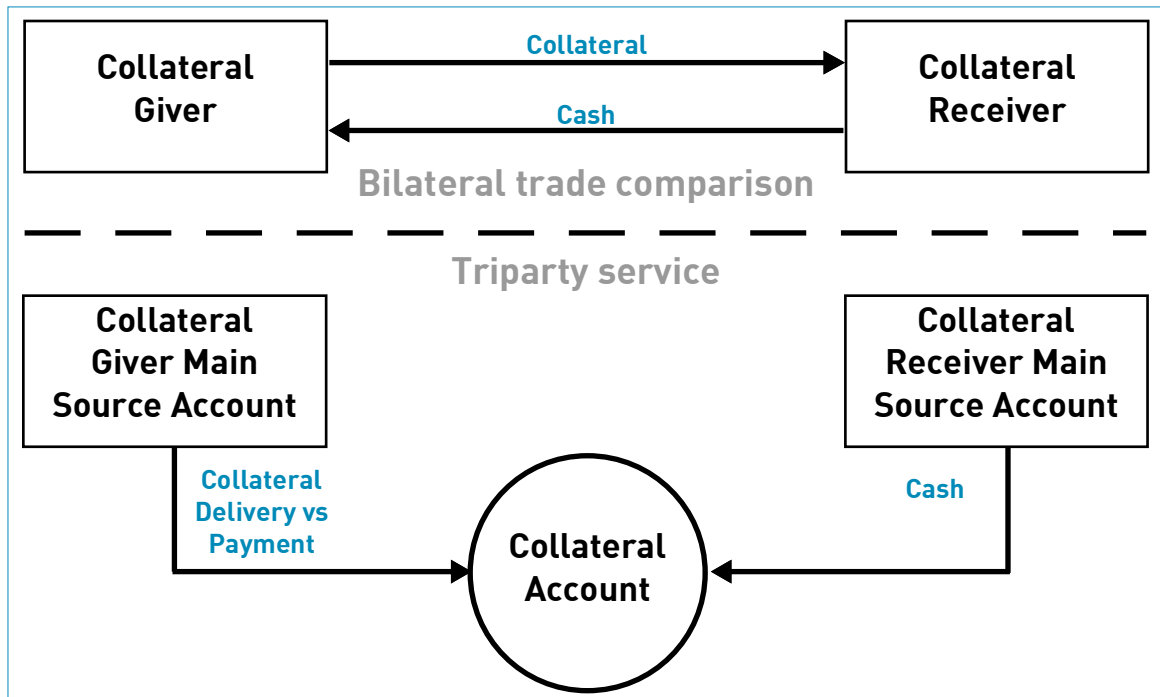 Collateral
Giver
Collateral
Cash
Collateral
Receiver
Bilateral trade comparison
Triparty service
Collateral
Giver Main
Source Account
Collateral
Receiver Main
Source Account
Collateral
Delivery vs
Payment
Cash
Collateral
Account